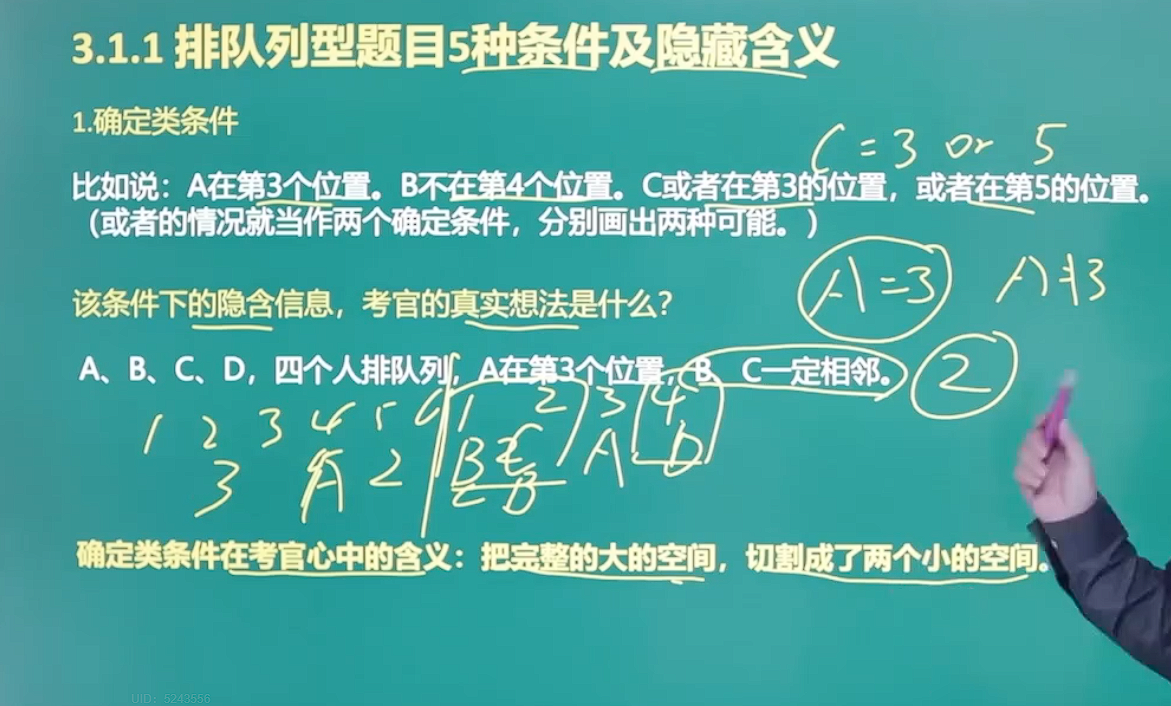 3.1.1 排队列型题目5种条件及隐藏含义
1.确定类条件
C = 3 or 5
比如说：A在第3个位置。B不在第4个位置。C或者在第3的位置，或者在第5的位置。
（或者的情况就当作两个确定条件，分别画出两种可能。）
A=3 A≠3
该条件下的隐含信息，考官的真实想法是什么？
A、B、C、D，四个人排队列，A在第3个位置，B、C一定相邻。 2
1 2 3 4 5 6 1 2 3 4
3 A 2 B C A D
C B
确定类条件在考官心中的含义：把完整的大的空间，切割成了两个小的空间。
UID：5243556